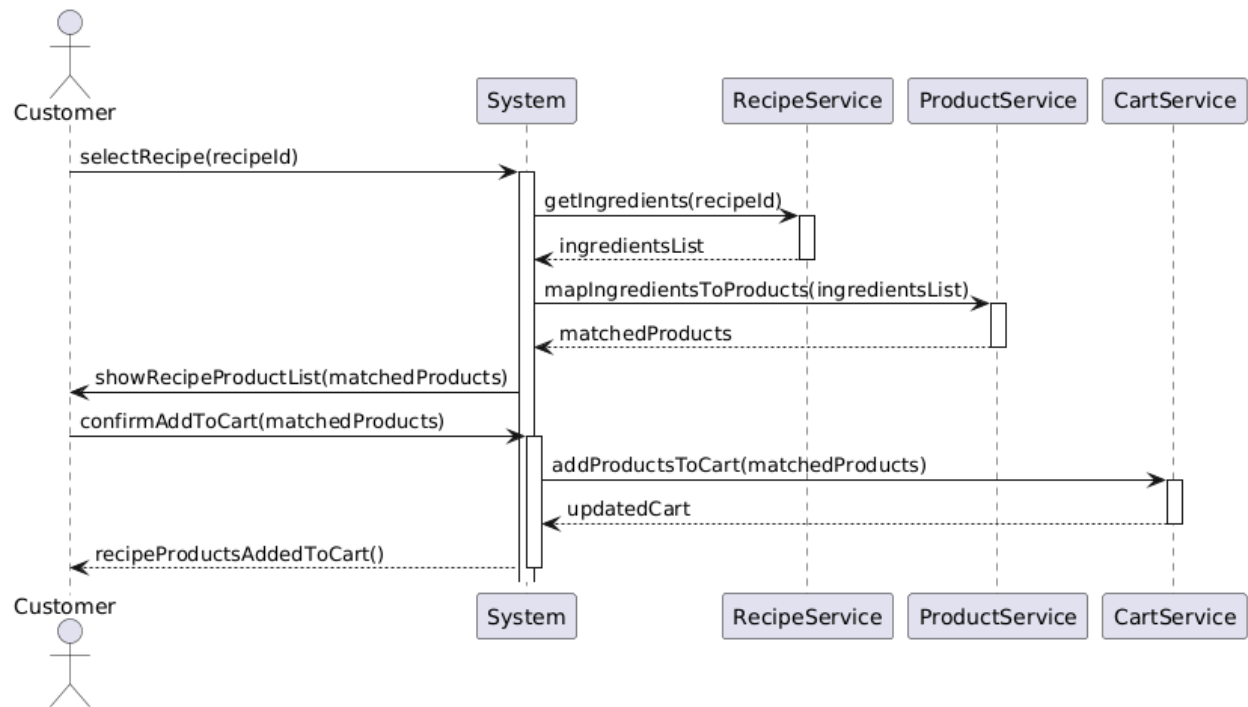 Customer
System
RecipeService
ProductService
CartService
selectRecipe(recipeId)
getIngredients(recipeId)
ingredientsList
mapIngredientsToProducts(ingredientsList)
matchedProducts
showRecipeProductList(matchedProducts)
confirmAddToCart(matchedProducts)
addProductsToCart(matchedProducts)
updatedCart
recipeProductsAddedToCart()
Customer
System
RecipeService
ProductService
CartService